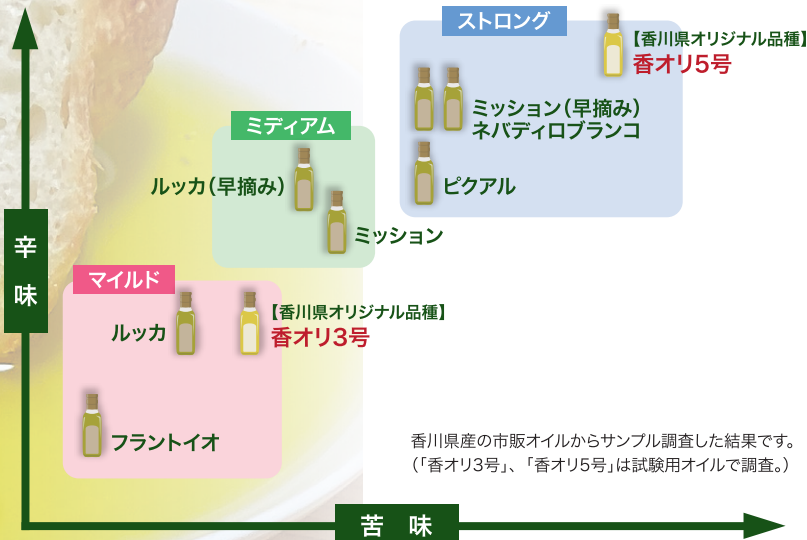 ストロング
【香川県オリジナル品種】
香オリ5号
ミッション（早摘み）
ネバディロブランコ
ピクアル
ミディアム
ルッカ（早摘み）
ミッション
辛味
マイルド
ルッカ
【香川県オリジナル品種】
香オリ3号
フラントイオ
香川県産の市販オイルからサンプル調査した結果です。
（「香オリ3号」、「香オリ5号」は試験用オイルで調査。）
苦味